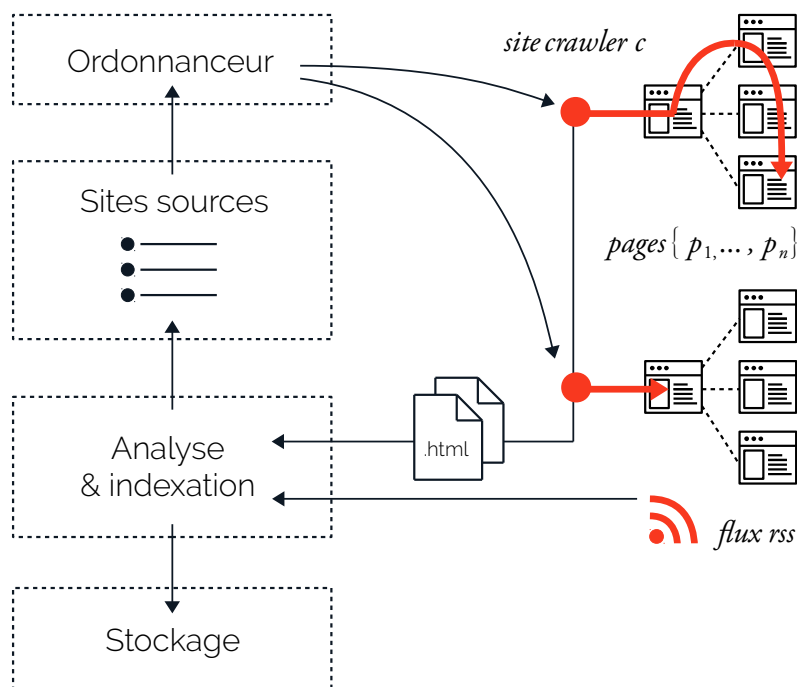 Ordonnanceur
site crawler c
Sites sources
pages { p1,... , pn}
.html
Analyse
& indexation
flux rss
Stockage